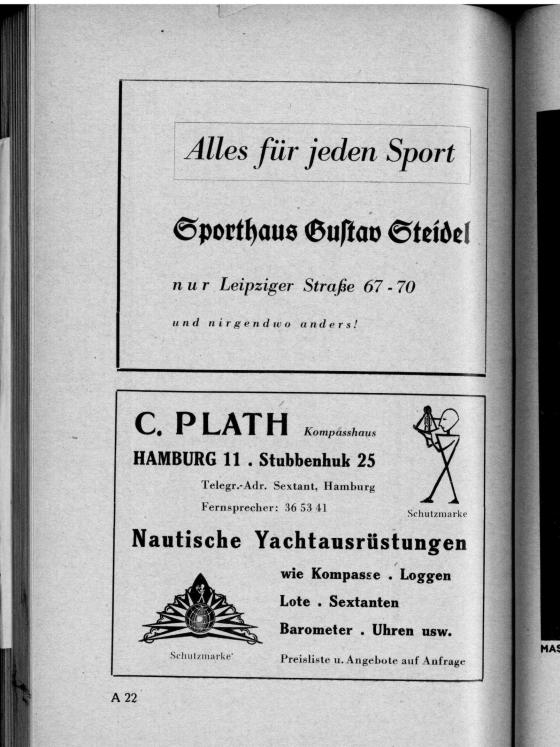 Alles für jeden Sport
Sporthaus Gustav Steidel
nur Leipziger Straße 67-70
und nirgendwo anders!
C. PLATH Kompasshaus
HAMBURG 11 . Stubbenhuk 25
Telegr.-Adr. Sextant, Hamburg
Fernsprecher: 36 53 41
Schutzmarke
Nautische Yachtausrüstungen
wie Kompasse . Loggen
Lote . Sextanten
Barometer . Uhren usw.
Schutzmarke
Preisliste u. Angebote auf Anfrage
A 22
MAS